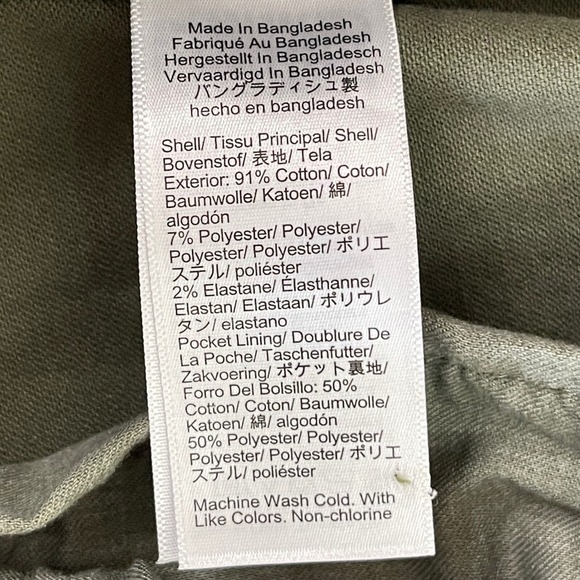 Made In Bangladesh
Fabriqué Au Bangladesh
Hergestellt In Bangladesch
Vervaardigd In Bangladesh
バングラディシュ製
hecho en bangladesh
Shell/ Tissu Principal/ Shell/
Bovenstof/ 表地/ Tela
Exterior: 91% Cotton/ Coton/
Baumwolle/ Katoen/ 綿/
algodón
7% Polyester/ Polyester/
Polyester/ Polyester/ ポリエ
ステル/ poliéster
2% Elastane/ Élasthanne/
Elastan/ Elastaan/ ポリウレ
タン/ elastano
Pocket Lining/ Doublure De
La Poche/ Taschenfutter/
Zakvoering/ ポケット裏地/
Forro Del Bolsillo: 50%
Cotton/ Coton/ Baumwolle/
Katoen/ 綿/ algodón
50% Polyester/ Polyester/
Polyester/ Polyester/ ポリエ
ステル/ poliéster
Machine Wash Cold. With
Like Colors. Non-chlorine